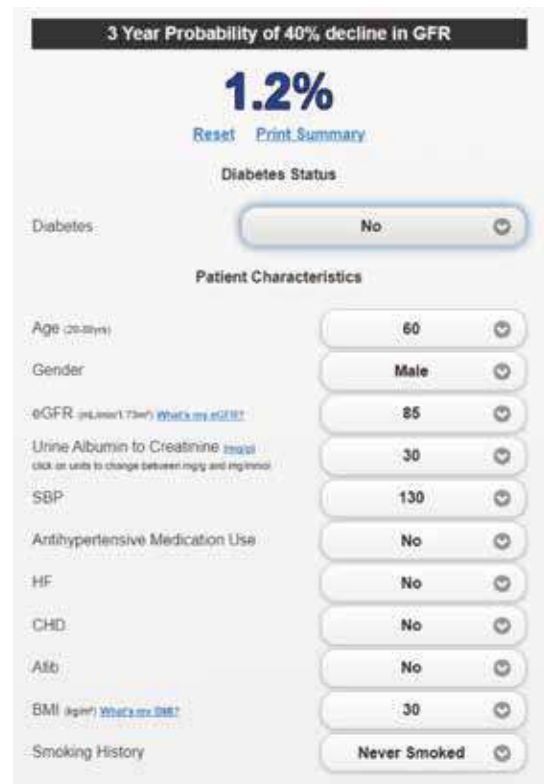 3 Year Probability of 40% decline in GFR
1.2%
Reset Print Summary
Diabetes Status
Diabetes No
Patient Characteristics
Age (20-80yrs) 60
Gender Male
eGFR (mL/min/1.73m²) What's my eGFR? 85
Urine Albumin to Creatinine (mg/g) 30
click on units to change between mg/g and mg/mmol
SBP 130
Antihypertensive Medication Use No
HF No
CHD No
Afib No
BMI (kg/m²) What's my BMI? 30
Smoking History Never Smoked